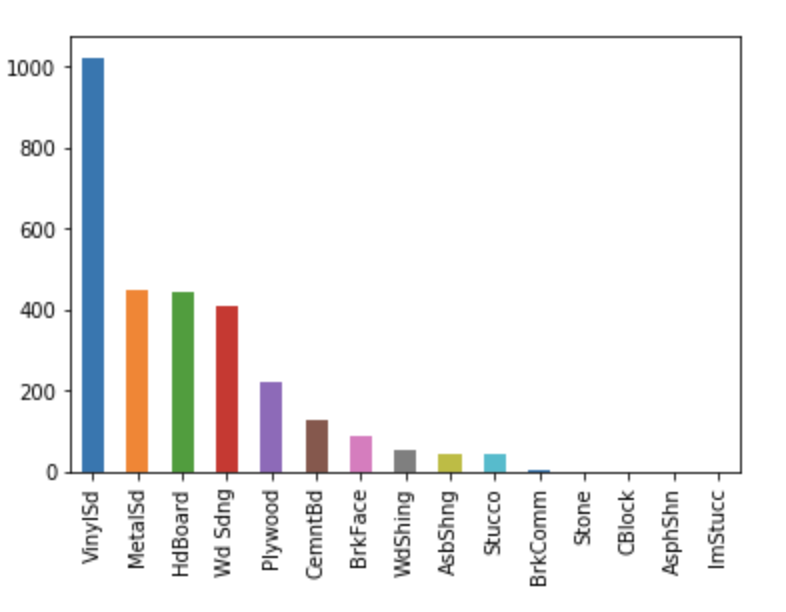 1000
800
600
400
200
0
VinylSd
MetalSd
HdBoard
Wd Sdng
Plywood
CemntBd
BrkFace
WdShing
AsbShng
Stucco
BrkComm
Stone
CBlock
AsphShn
ImStucc